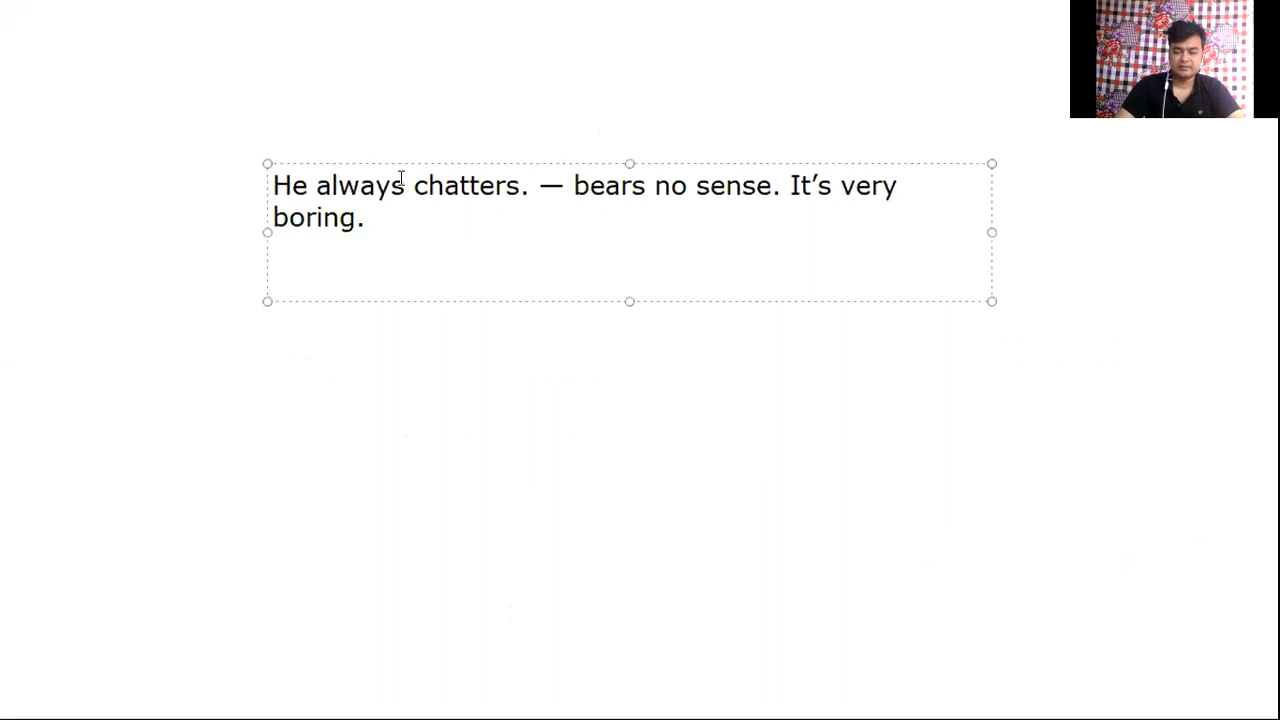 He always chatters. — bears no sense. It’s very
boring.